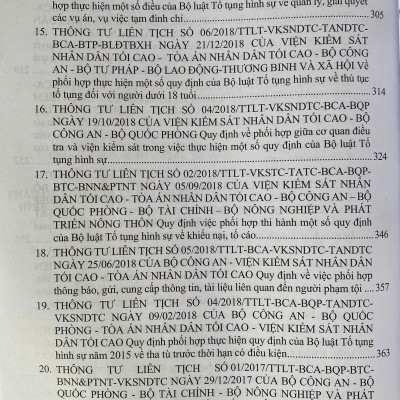 hợp thực hiện một số điều của Bộ luật Tố tụng hình sự về quản lý, giải quyết
các vụ án, vụ việc tạm đình chỉ 305
15. THÔNG TƯ LIÊN TỊCH SỐ 06/2018/TTLT-VKSNDTC-TANDTC-
BCA-BTP-BLĐTBXH NGÀY 21/12/2018 CỦA VIỆN KIỂM SÁT
NHÂN DÂN TỐI CAO - TÒA ÁN NHÂN DÂN TỐI CAO - BỘ CÔNG
AN - BỘ TƯ PHÁP - BỘ LAO ĐỘNG-THƯƠNG BINH VÀ XÃ HỘI Về
phối hợp thực hiện một số quy định của Bộ luật Tố tụng hình sự về thủ tục
tố tụng đối với người dưới 18 tuổi 314
16. THÔNG TƯ LIÊN TỊCH SỐ 04/2018/TTLT-VKSNDTC-BCA-BQP
NGÀY 19/10/2018 CỦA VIỆN KIỂM SÁT NHÂN DÂN TỐI CAO - BỘ
CÔNG AN - BỘ QUỐC PHÒNG Quy định về phối hợp giữa cơ quan điều
tra và viện kiểm sát trong việc thực hiện một số quy định của Bộ luật Tố
tụng hình sự 324
17. THÔNG TƯ LIÊN TỊCH SỐ 02/2018/TTLT-VKSTC-TATC-BCA-BQP-
BTC-BNN&PTNT NGÀY 05/09/2018 CỦA VIỆN KIỂM SÁT NHÂN
DÂN TỐI CAO - TÒA ÁN NHÂN DÂN TỐI CAO - BỘ CÔNG AN – BỘ
QUỐC PHÒNG - BỘ TÀI CHÍNH – BỘ NÔNG NGHIỆP VÀ PHÁT
TRIỂN NÔNG THÔN Quy định việc phối hợp thi hành một số quy định
của Bộ luật Tố tụng hình sự về khiếu nại, tố cáo 346
18. THÔNG TƯ LIÊN TỊCH SỐ 05/2018/TTLT-BCA-VKSNDTC-TANDTC
NGÀY 25/06/2018 CỦA BỘ CÔNG AN - VIỆN KIỂM SÁT NHÂN DÂN
TỐI CAO - TÒA ÁN NHÂN DÂN TỐI CAO Quy định về việc phối hợp
thông báo, gửi, cung cấp thông tin, tài liệu liên quan đến người phạm tội 357
19. THÔNG TƯ LIÊN TỊCH SỐ 04/2018/TTLT-BCA-BQP-TANDTC-
VKSNDTC NGÀY 09/02/2018 CỦA BỘ CÔNG AN - BỘ QUỐC
PHÒNG - TÒA ÁN NHÂN DÂN TỐI CAO - VIỆN KIỂM SÁT NHÂN
DÂN TỐI CAO Quy định phối hợp thực hiện quy định của Bộ luật Tố tụng
hình sự năm 2015 về tha tù trước thời hạn có điều kiện 363
20. THÔNG TƯ LIÊN TỊCH SỐ 01/2017/TTLT-BCA-BQP-BTC-
BNN&PTNT-VKSNDTC NGÀY 29/12/2017 CỦA BỘ CÔNG AN - BỘ
QUỐC PHÒNG - BỘ TÀI CHÍNH - BỘ NÔNG NGHIỆP VÀ PHÁT